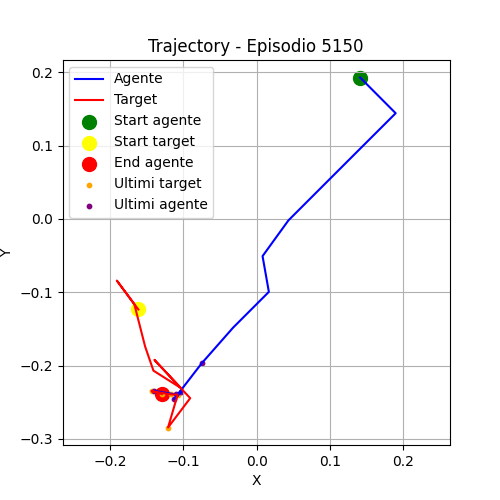 Trajectory - Episodio 5150
Agente
Target
Start agente
Start target
End agente
Ultimi target
Ultimi agente
0.2
0.1
0.0
−0.1
−0.2
−0.3
Y
−0.2
−0.1
0.0
0.1
0.2
X